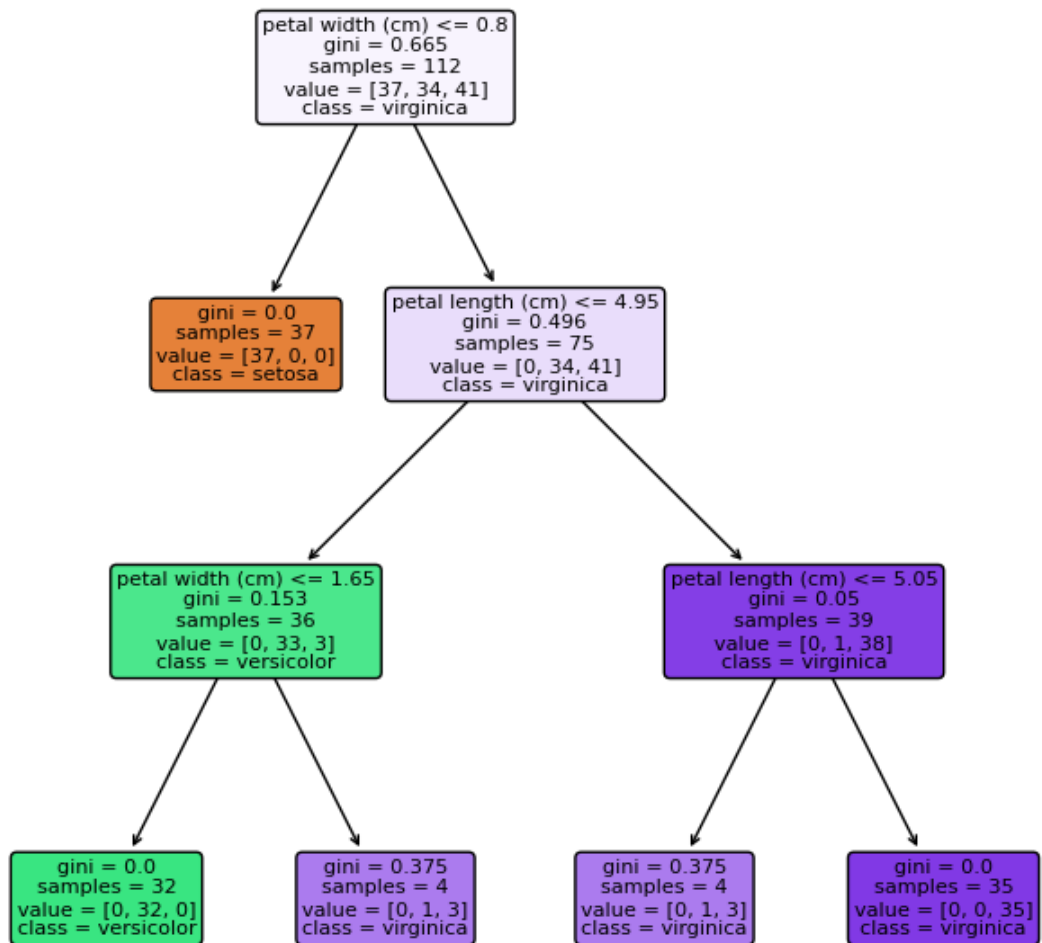 petal width (cm) <= 0.8
gini = 0.665
samples = 112
value = [37, 34, 41]
class = virginica
gini = 0.0
samples = 37
value = [37, 0, 0]
class = setosa
petal length (cm) <= 4.95
gini = 0.496
samples = 75
value = [0, 34, 41]
class = virginica
petal width (cm) <= 1.65
gini = 0.153
samples = 36
value = [0, 33, 3]
class = versicolor
petal length (cm) <= 5.05
gini = 0.05
samples = 39
value = [0, 1, 38]
class = virginica
gini = 0.0
samples = 32
value = [0, 32, 0]
class = versicolor
gini = 0.375
samples = 4
value = [0, 1, 3]
class = virginica
gini = 0.375
samples = 4
value = [0, 1, 3]
class = virginica
gini = 0.0
samples = 35
value = [0, 0, 35]
class = virginica